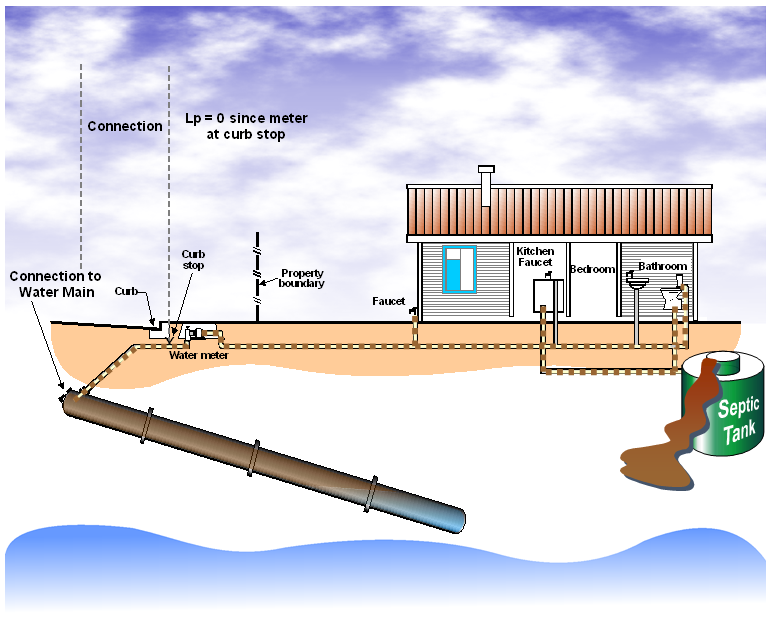 Connection
Lp = 0 since meter
at curb stop
Connection to
Water Main
Curb
Curb
stop
Property
boundary
Water meter
Faucet
Kitchen
Faucet
Bedroom
Bathroom
Septic
Tank